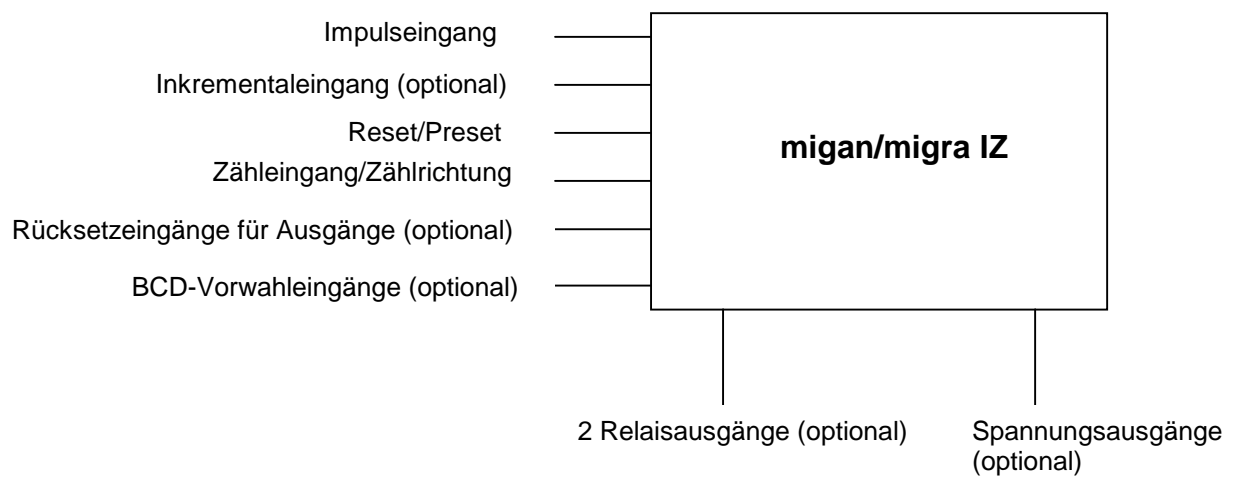 Impulseingang
Inkrementaleingang (optional)
Reset/Preset
migan/migra IZ
Zähleingang/Zählrichtung
Rücksetzeingänge für Ausgänge (optional)
BCD-Vorwahleingänge (optional)
2 Relaisausgänge (optional)
Spannungsausgänge
(optional)